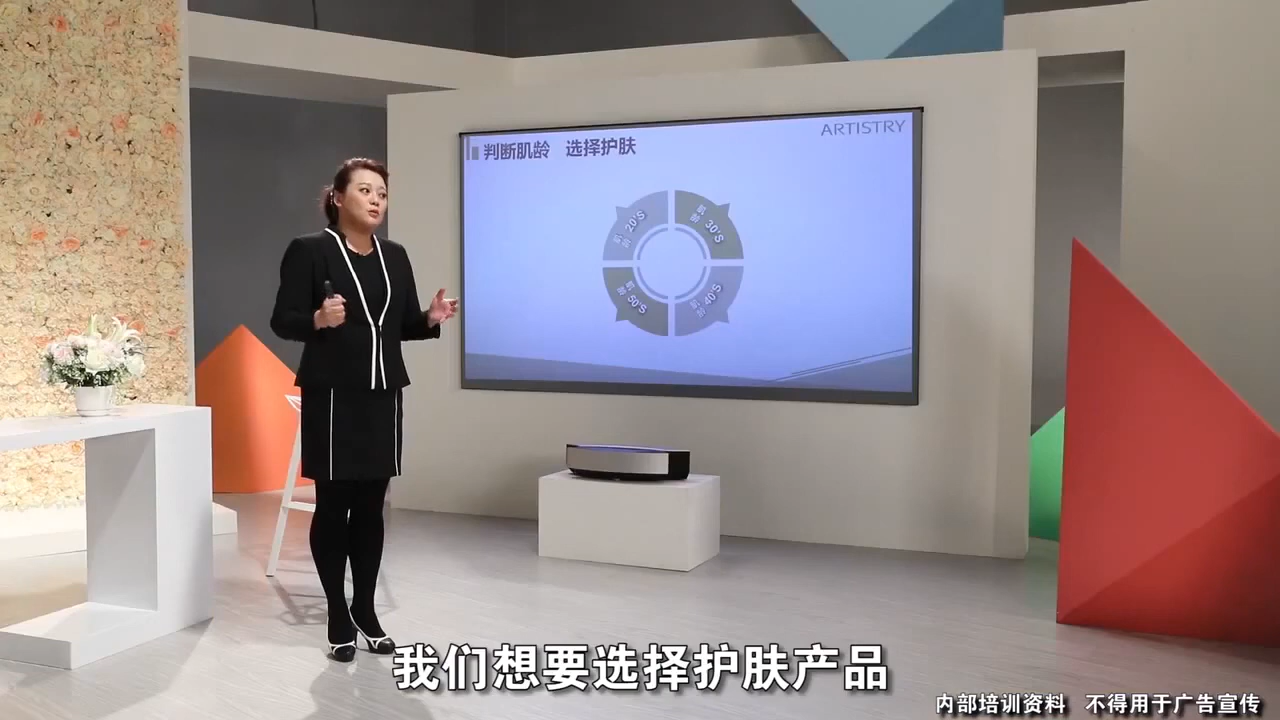 ARTISTRY
判断肌龄 选择护肤
肌龄 20'S
肌龄 30'S
肌龄 50'S
肌龄 40'S
我们想要选择护肤产品
内部培训资料 不得用于广告宣传